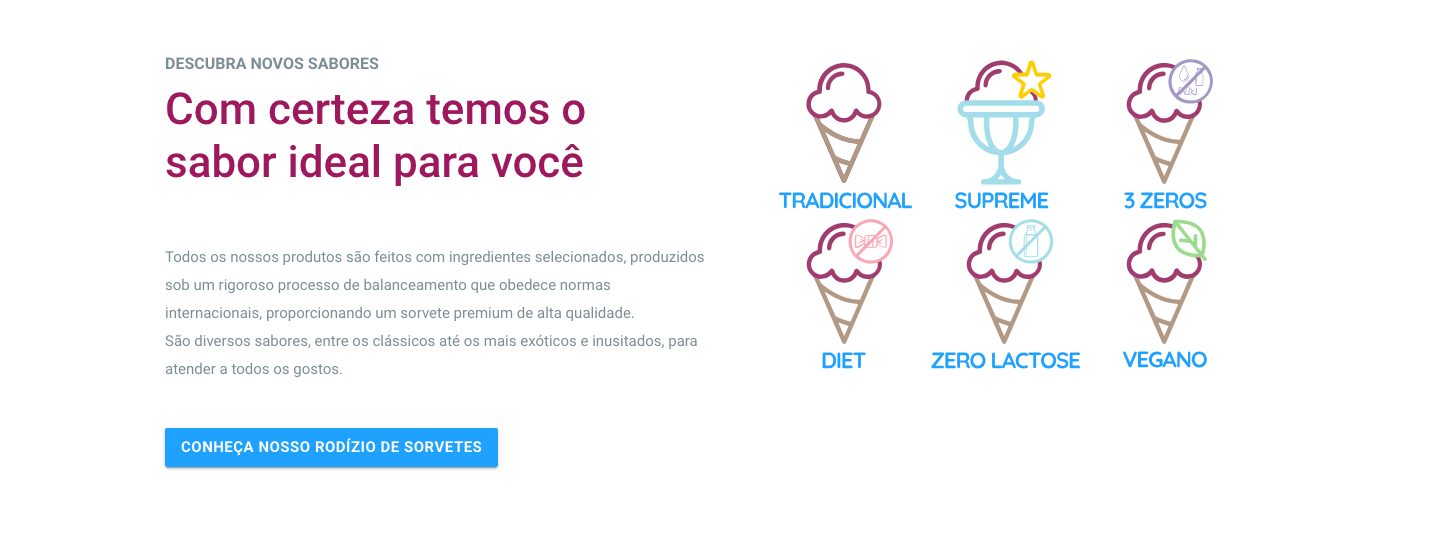 DESCUBRA NOVOS SABORES
Com certeza temos o
sabor ideal para você
Todos os nossos produtos são feitos com ingredientes selecionados, produzidos
sob um rigoroso processo de balanceamento que obedece normas
internacionais, proporcionando um sorvete premium de alta qualidade.
São diversos sabores, entre os clássicos até os mais exóticos e inusitados, para
atender a todos os gostos.
CONHEÇA NOSSO RODÍZIO DE SORVETES
TRADICIONAL
SUPREME
3 ZEROS
DIET
ZERO LACTOSE
VEGANO